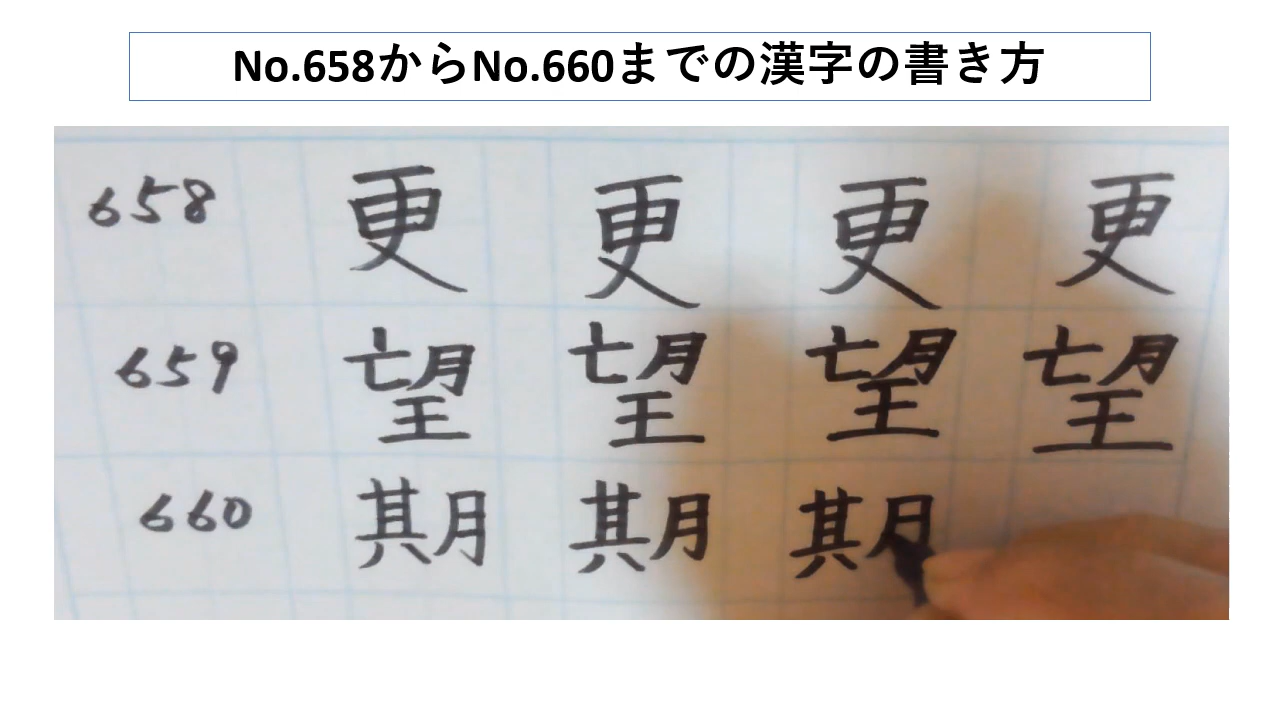 No.658からNo.660までの漢字の書き方
658 更 更 更 更
659 望 望 望 望
660 期 期 期